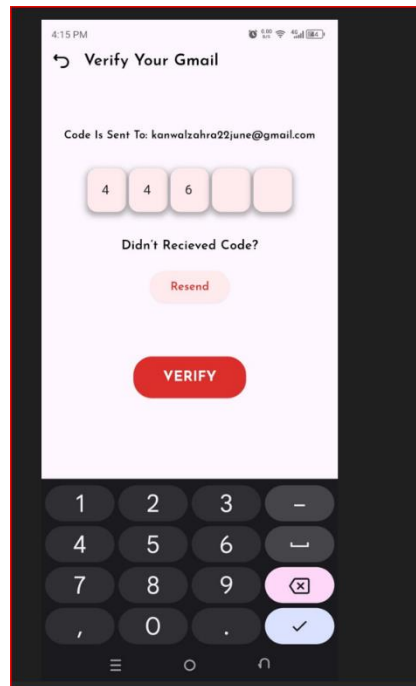 4:15 PM
Verify Your Gmail
Code Is Sent To: kanwalzahra22june@gmail.com
4 4 6
Didn't Recieved Code?
Resend
VERIFY
1 2 3 -
4 5 6
7 8 9
, 0 .